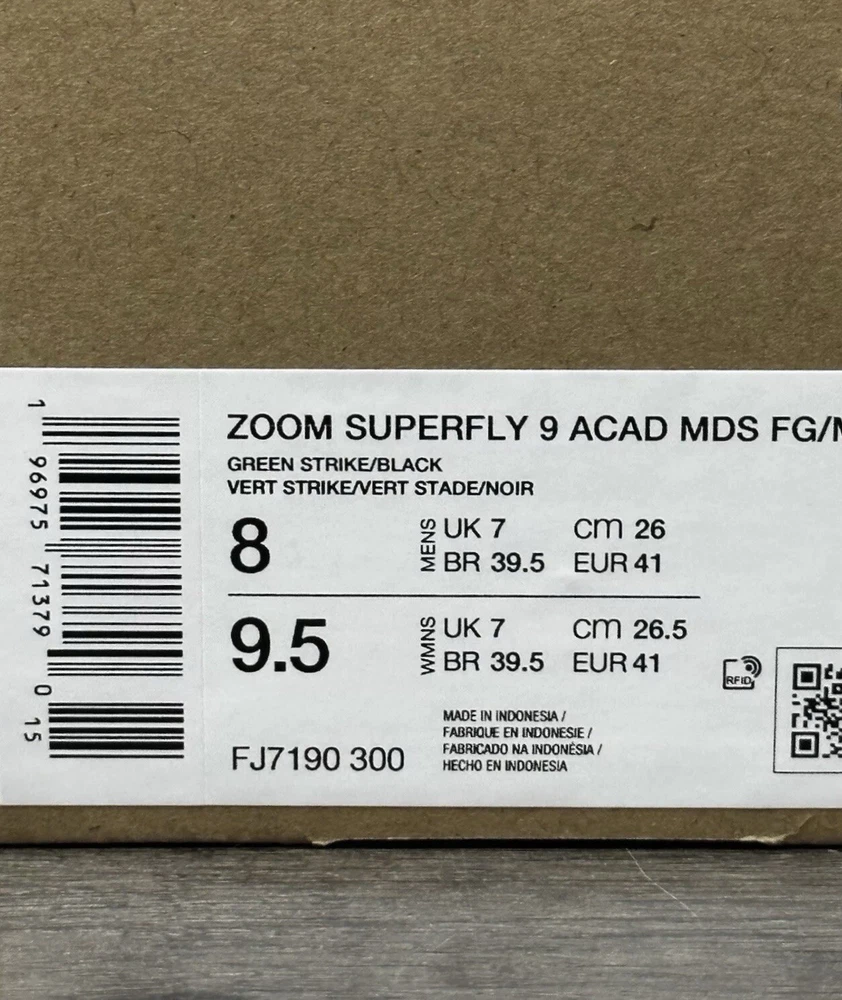 1 96975 71379 0 15
ZOOM SUPERFLY 9 ACAD MDS FG/
GREEN STRIKE/BLACK
VERT STRIKE/VERT STADE/NOIR
8
MENS
UK 7 cm 26
BR 39.5 EUR 41
9.5
WMNS
UK 7 cm 26.5
BR 39.5 EUR 41
RFID
MADE IN INDONESIA /
FABRIQUE EN INDONESIE /
FABRICADO NA INDONÉSIA /
HECHO EN INDONESIA
FJ7190 300